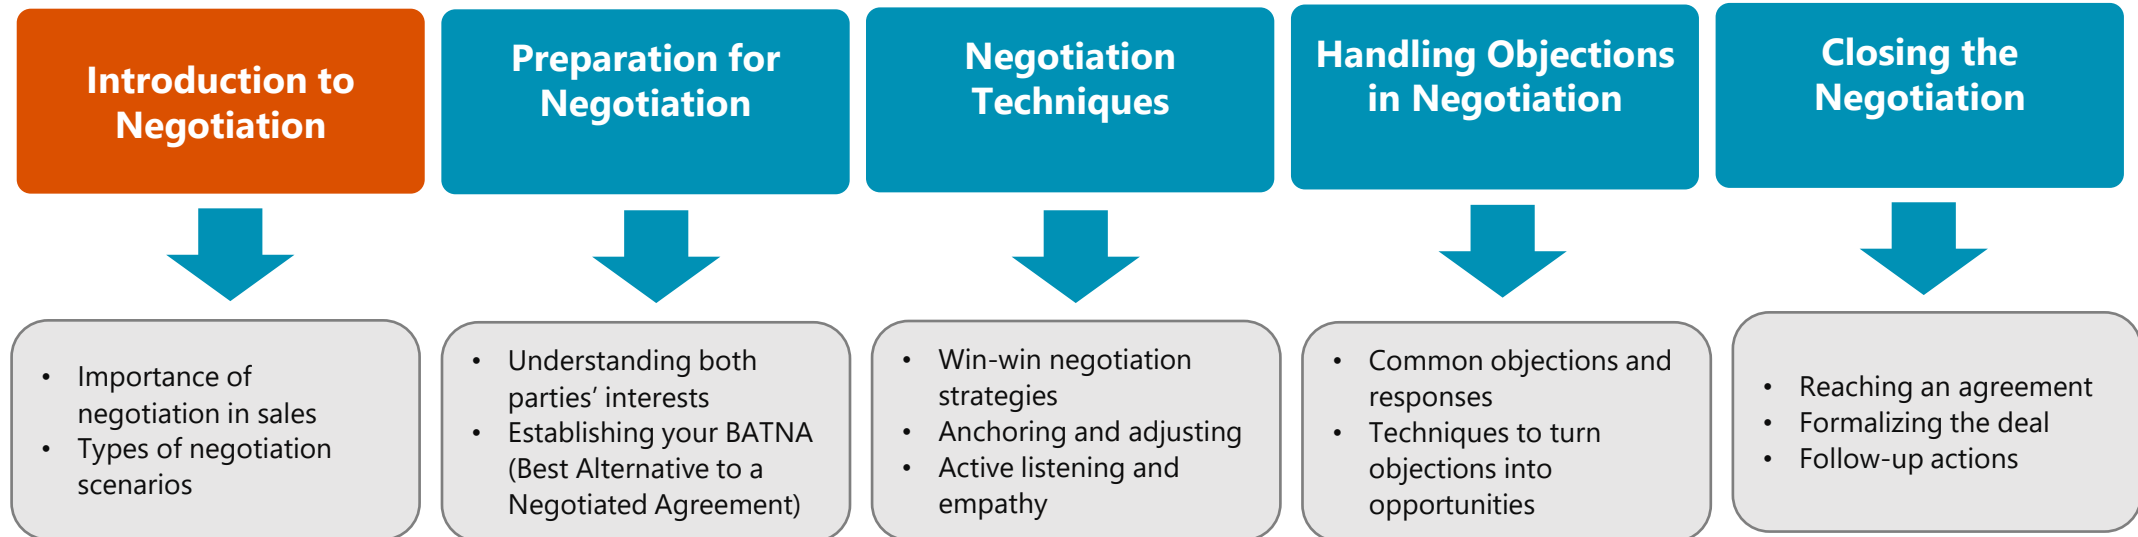 Introduction to
Negotiation
Preparation for
Negotiation
Negotiation
Techniques
Handling Objections
in Negotiation
Closing the
Negotiation
• Importance of
negotiation in sales
• Types of negotiation
scenarios
• Understanding both
parties’ interests
• Establishing your BATNA
(Best Alternative to a
Negotiated Agreement)
• Win-win negotiation
strategies
• Anchoring and adjusting
• Active listening and
empathy
• Common objections and
responses
• Techniques to turn
objections into
opportunities
• Reaching an agreement
• Formalizing the deal
• Follow-up actions